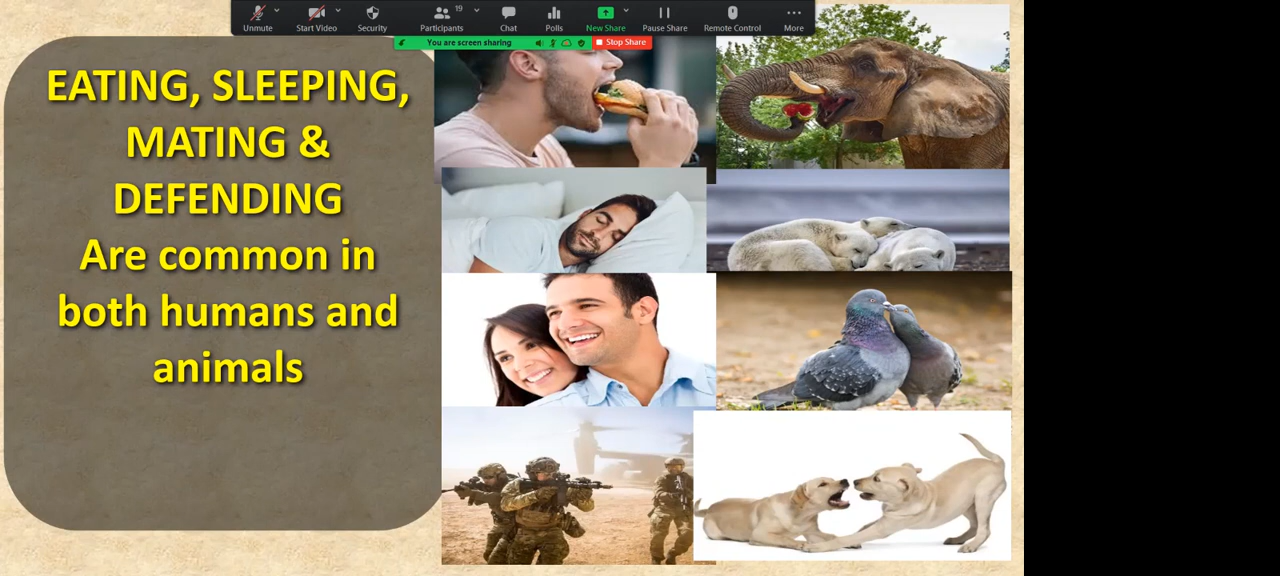 19
Unmute Start Video Security Participants Chat Polls New Share Pause Share Remote Control More
You are screen sharing Stop Share
EATING, SLEEPING,
MATING &
DEFENDING
Are common in
both humans and
animals